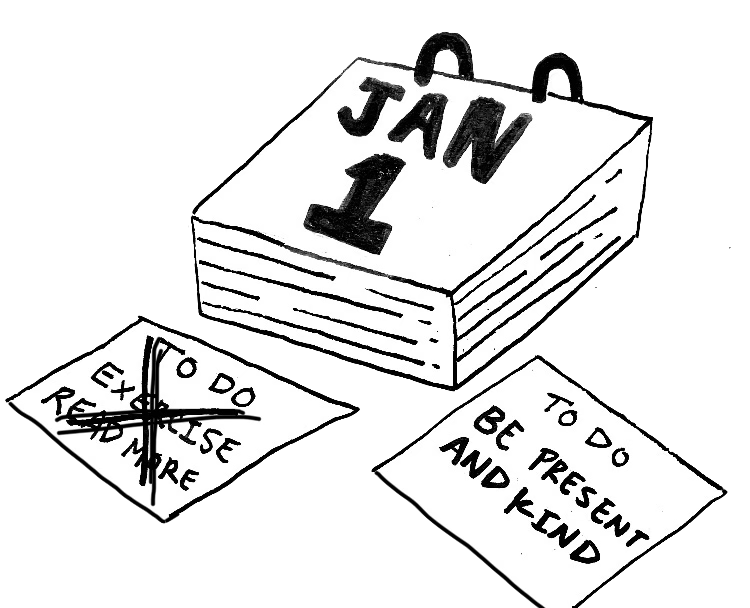 JAN
1
TO DO
EXERCISE
READ MORE
TO DO
BE PRESENT
AND KIND